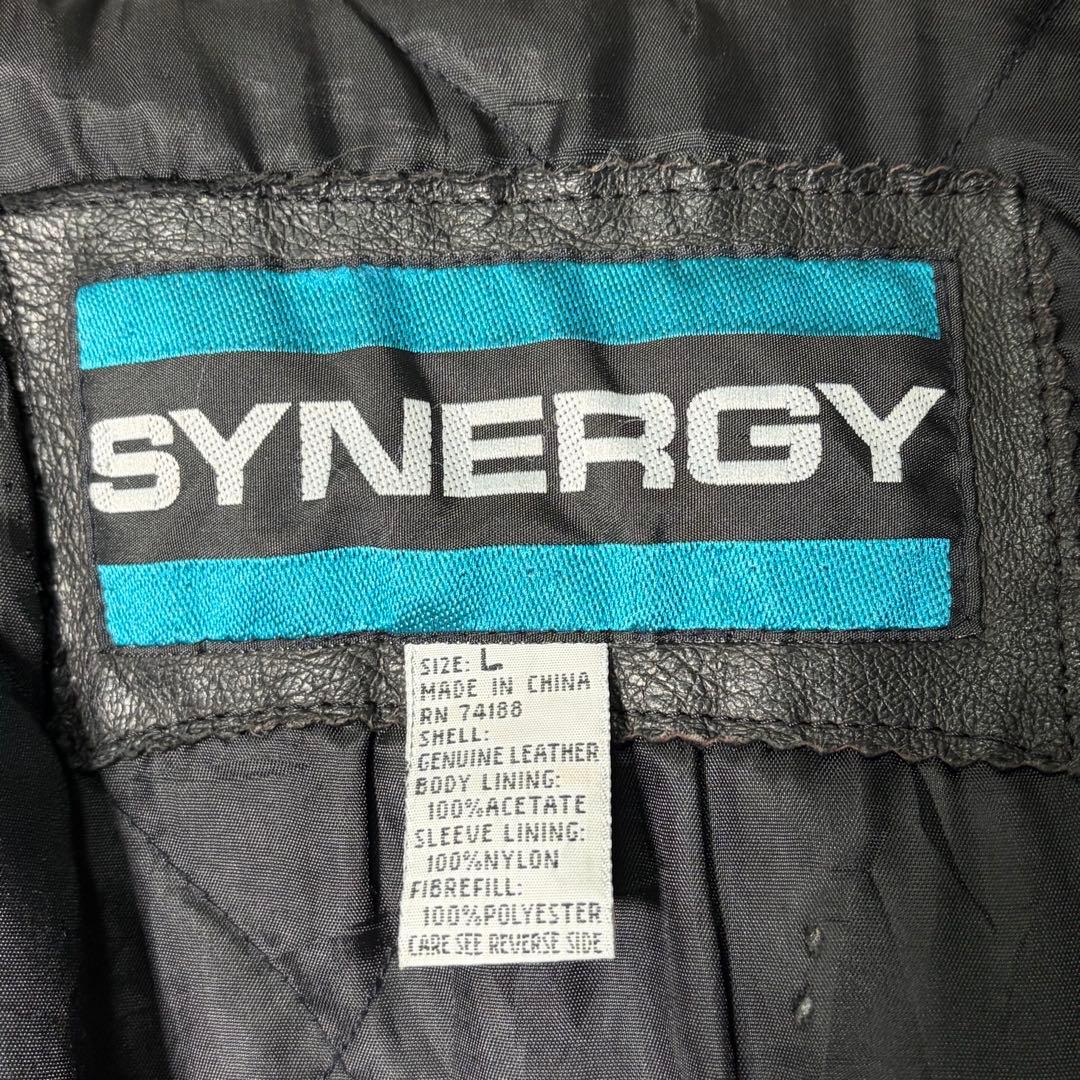 SYNERGY
SIZE: L
MADE IN CHINA
RN 74188
SHELL:
GENUINE LEATHER
BODY LINING:
100%ACETATE
SLEEVE LINING:
100%NYLON
FIBREFILL:
100%POLYESTER
CARE SEE REVERSE SIDE